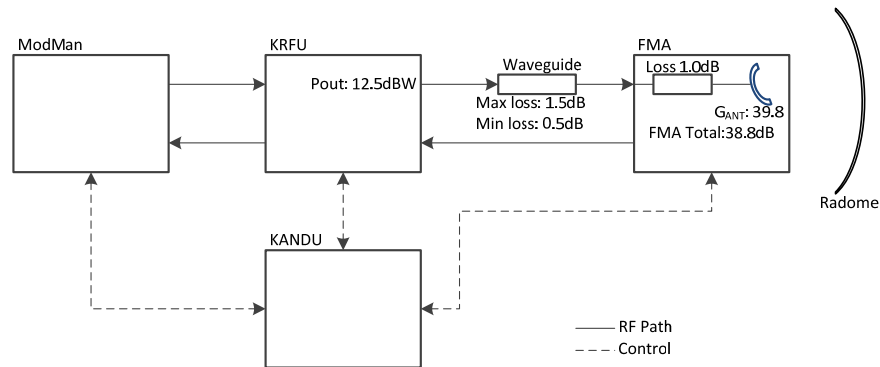 ModMan
KRFU
Pout: 12.5dBW
Waveguide
Max loss: 1.5dB
Min loss: 0.5dB
FMA
Loss 1.0dB
GANT: 39.8
FMA Total:38.8dB
Radome
KANDU
RF Path
Control